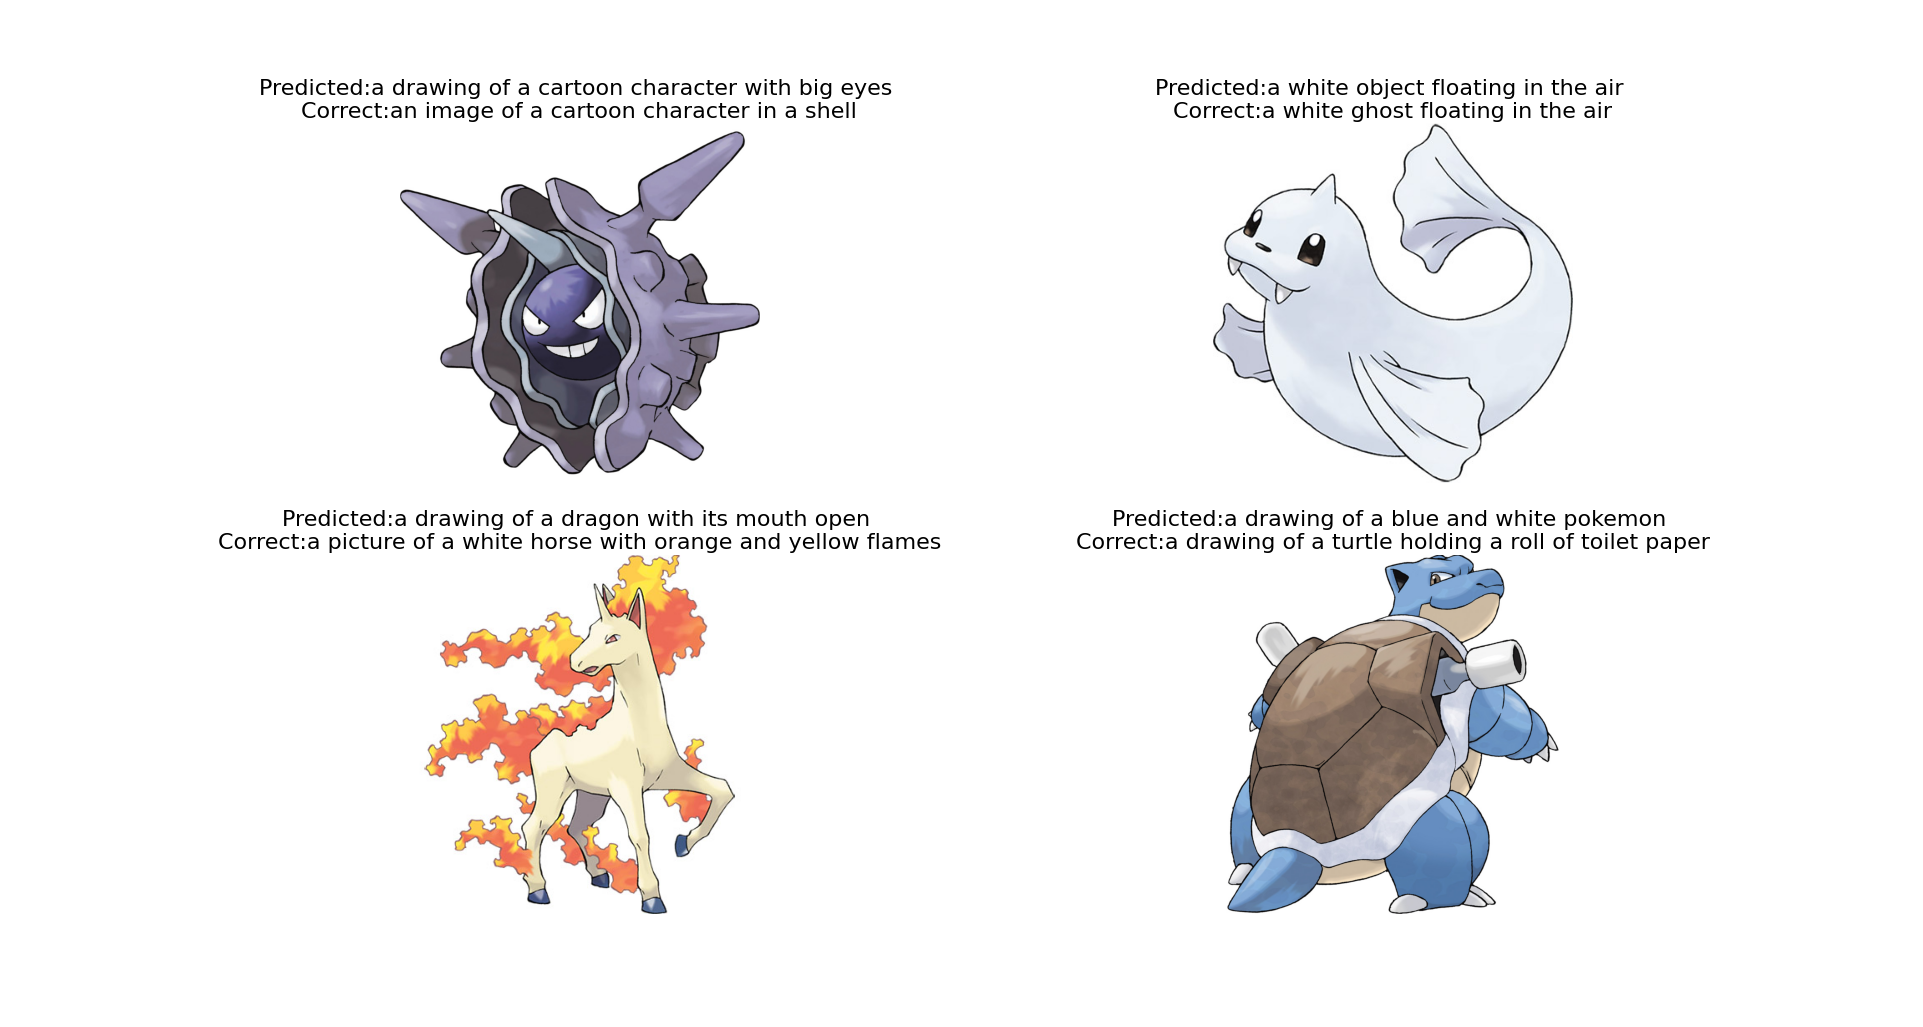 Predicted:a drawing of a cartoon character with big eyes
Correct:an image of a cartoon character in a shell
Predicted:a white object floating in the air
Correct:a white ghost floating in the air
Predicted:a drawing of a dragon with its mouth open
Correct:a picture of a white horse with orange and yellow flames
Predicted:a drawing of a blue and white pokemon
Correct:a drawing of a turtle holding a roll of toilet paper